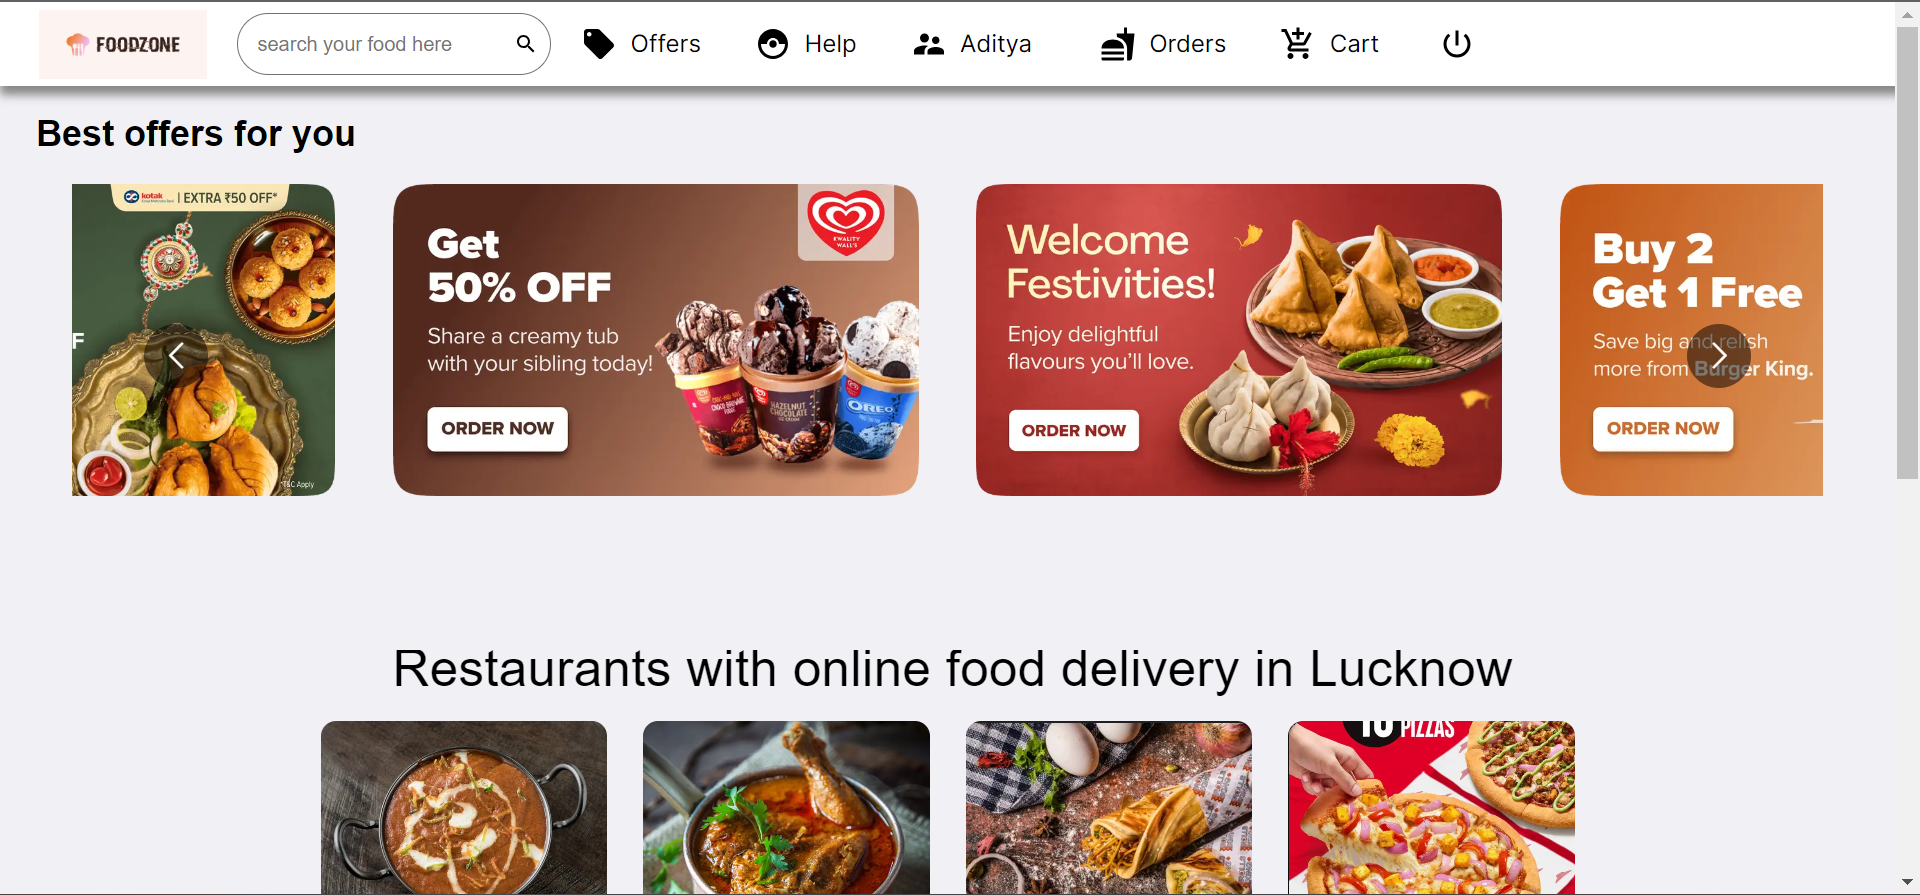 FOODZONE
search your food here
Offers
Help
Aditya
Orders
Cart
Best offers for you
kotak
EXTRA ₹50 OFF*
F
T&C Apply
Get
50% OFF
Share a creamy tub
with your sibling today!
ORDER NOW
KWALITY
WALL'S
HAZELNUT
CHOCOLATE
OREO
Welcome
Festivities!
Enjoy delightful
flavours you'll love.
ORDER NOW
Buy 2
Get 1 Free
Save big and relish
more from Burger King.
ORDER NOW
Restaurants with online food delivery in Lucknow
10 PIZZAS